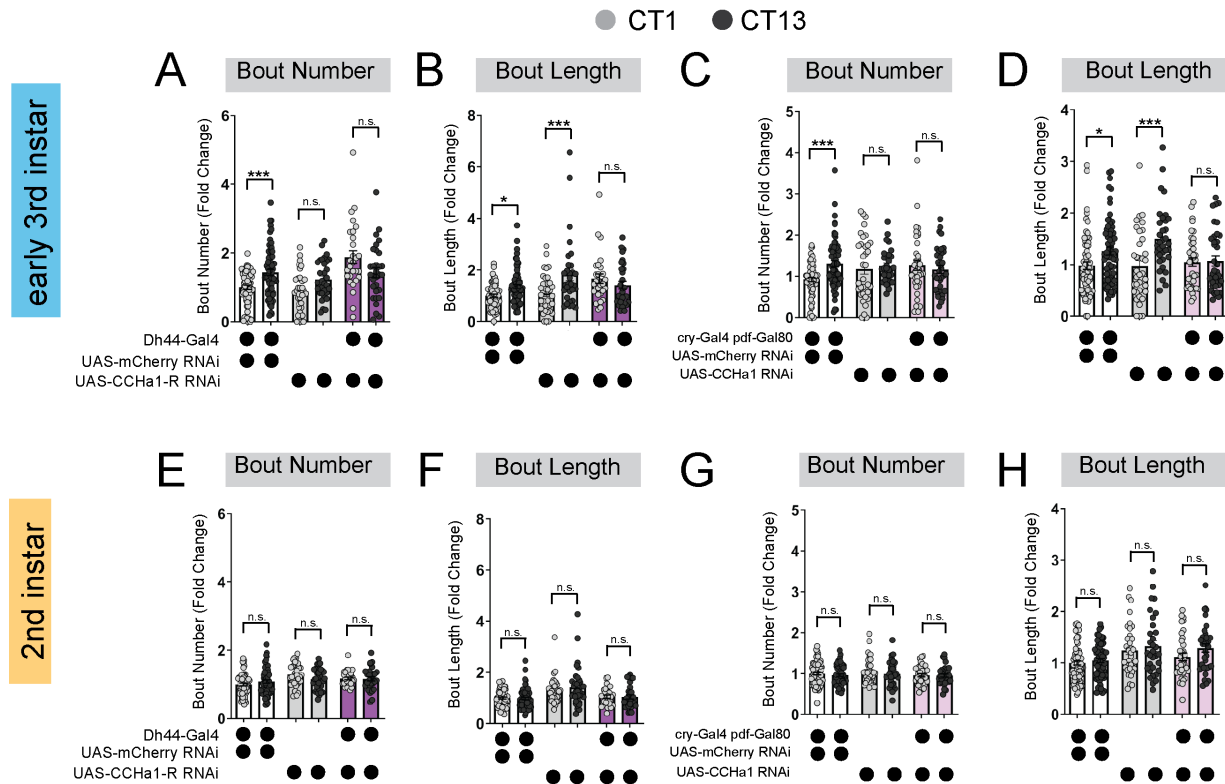 CT1 CT13
early 3rd instar
A Bout Number
Bout Number (Fold Change)
6
4
2
0
***
n.s.
n.s.
Dh44-Gal4
UAS-mCherry RNAi
UAS-CCHa1-R RNAi
B Bout Length
Bout Length (Fold Change)
8
6
4
2
0
*
***
n.s.
C Bout Number
Bout Number (Fold Change)
5
4
3
2
1
0
***
n.s.
n.s.
cry-Gal4 pdf-Gal80
UAS-mCherry RNAi
UAS-CCHa1 RNAi
D Bout Length
Bout Length (Fold Change)
4
3
2
1
0
*
***
n.s.
2nd instar
E Bout Number
Bout Number (Fold Change)
6
4
2
0
n.s.
n.s.
n.s.
Dh44-Gal4
UAS-mCherry RNAi
UAS-CCHa1-R RNAi
F Bout Length
Bout Length (Fold Change)
8
6
4
2
0
n.s.
n.s.
n.s.
G Bout Number
Bout Number (Fold Change)
5
4
3
2
1
0
n.s.
n.s.
n.s.
cry-Gal4 pdf-Gal80
UAS-mCherry RNAi
UAS-CCHa1 RNAi
H Bout Length
Bout Length (Fold Change)
4
3
2
1
0
n.s.
n.s.
n.s.